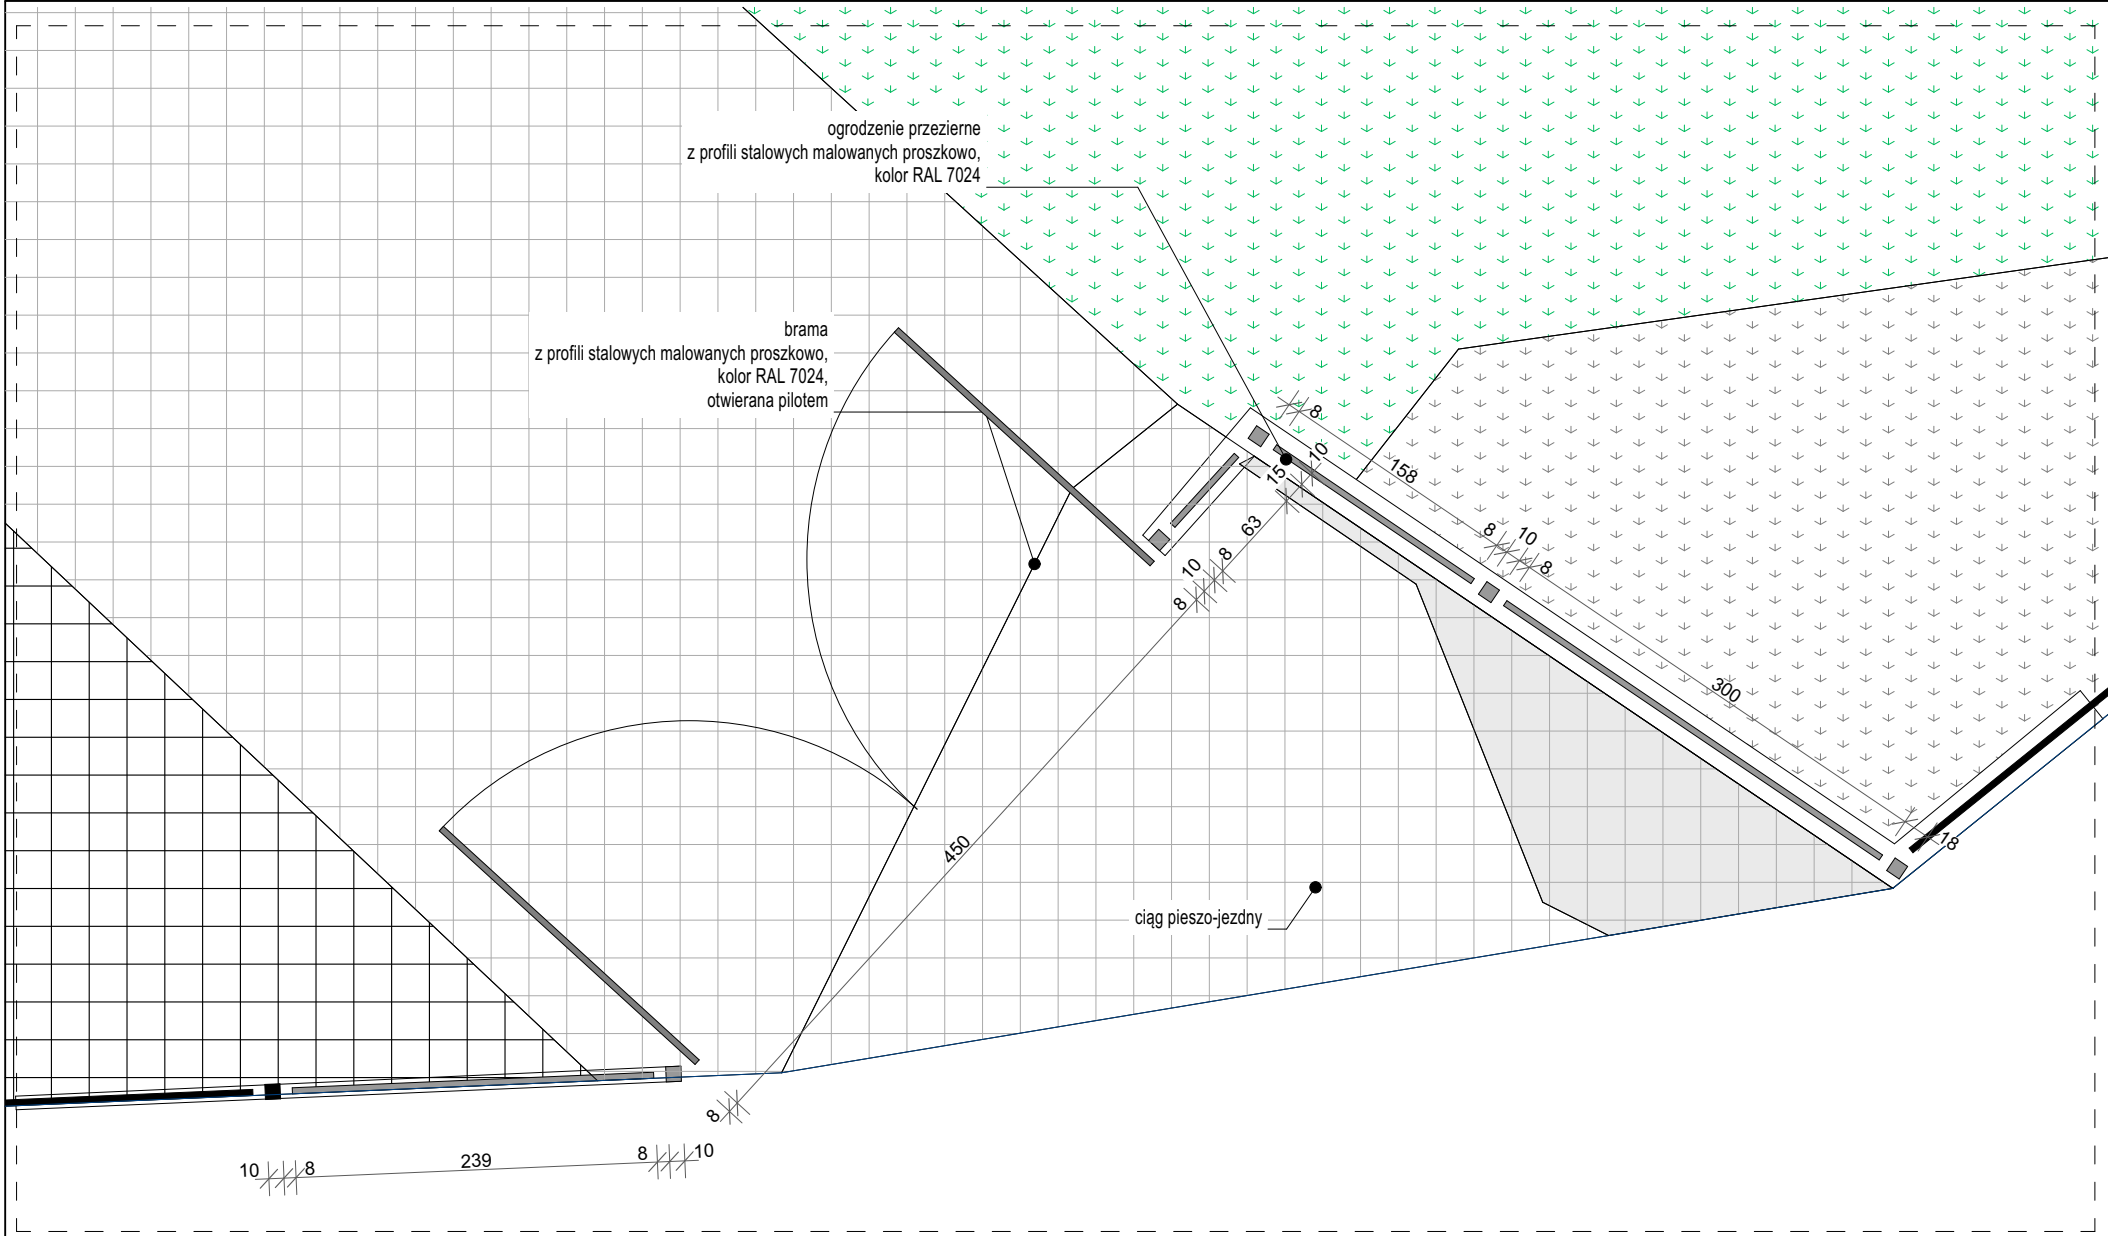 ogrodzenie przezierne
z profili stalowych malowanych proszkowo,
kolor RAL 7024
brama
z profili stalowych malowanych proszkowo,
kolor RAL 7024,
otwierana pilotem
8
158
10
15
63
8
10
8
8
10
8
300
18
450
ciąg pieszo-jezdny
8
10
8
239
8
10